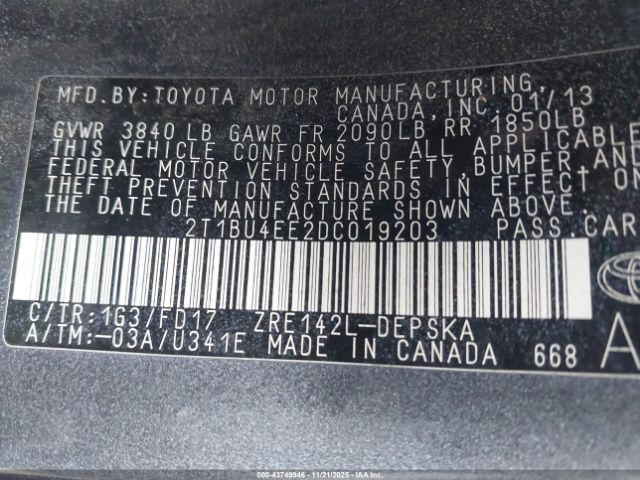 MFD.BY:TOYOTA MOTOR MANUFACTURING,
CANADA, INC. 01/13
GVWR 3840 LB GAWR FR 2090LB RR 1850LB
THIS VEHICLE CONFORMS TO ALL APPLICABLE
FEDERAL MOTOR VEHICLE SAFETY, BUMPER, AND
THEFT PREVENTION STANDARDS IN EFFECT ON
THE DATE OF MANUFACTURE SHOWN ABOVE.
2T1BU4EE2DC019203 PASS.CAR
C/TR:1G3/FD17 ZRE142L-DEPSKA
A/TM:-03A/U341E MADE IN CANADA 668 A
000-43749946 - 11/21/2025 - IAAI.COM